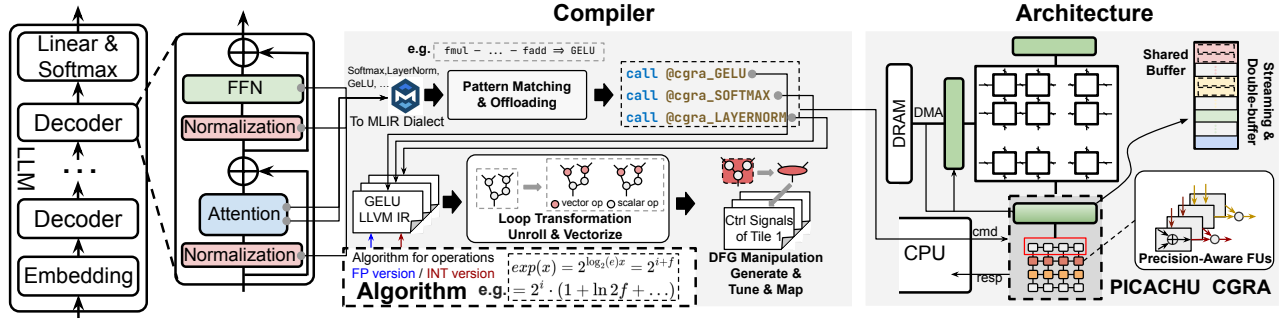 Compiler
Architecture
Linear &
Softmax
Decoder
LLM
...
Decoder
Embedding
FFN
Normalization
Attention
Normalization
e.g.
fmul – ... – fadd ⇒ GELU
Softmax,LayerNorm,
GeLU, ...
To MLIR Dialect
Pattern Matching
& Offloading
call @cgra_GELU
call @cgra_SOFTMAX
call @cgra_LAYERNORM
GELU
LLVM IR
vector op
scalar op
Loop Transformation
Unroll & Vectorize
Ctrl Signals
of Tile 1
DFG Manipulation
Generate &
Tune & Map
Algorithm for operations
FP version / INT version
Algorithm
e.g.
exp(x) = 2^{log_2(e)x} = 2^{i+f}
= 2^i · (1 + ln 2f + ...)
DRAM
DMA
CPU
cmd
resp
Shared
Buffer
Streaming &
Double-buffer
Precision-Aware FUs
PICACHU CGRA